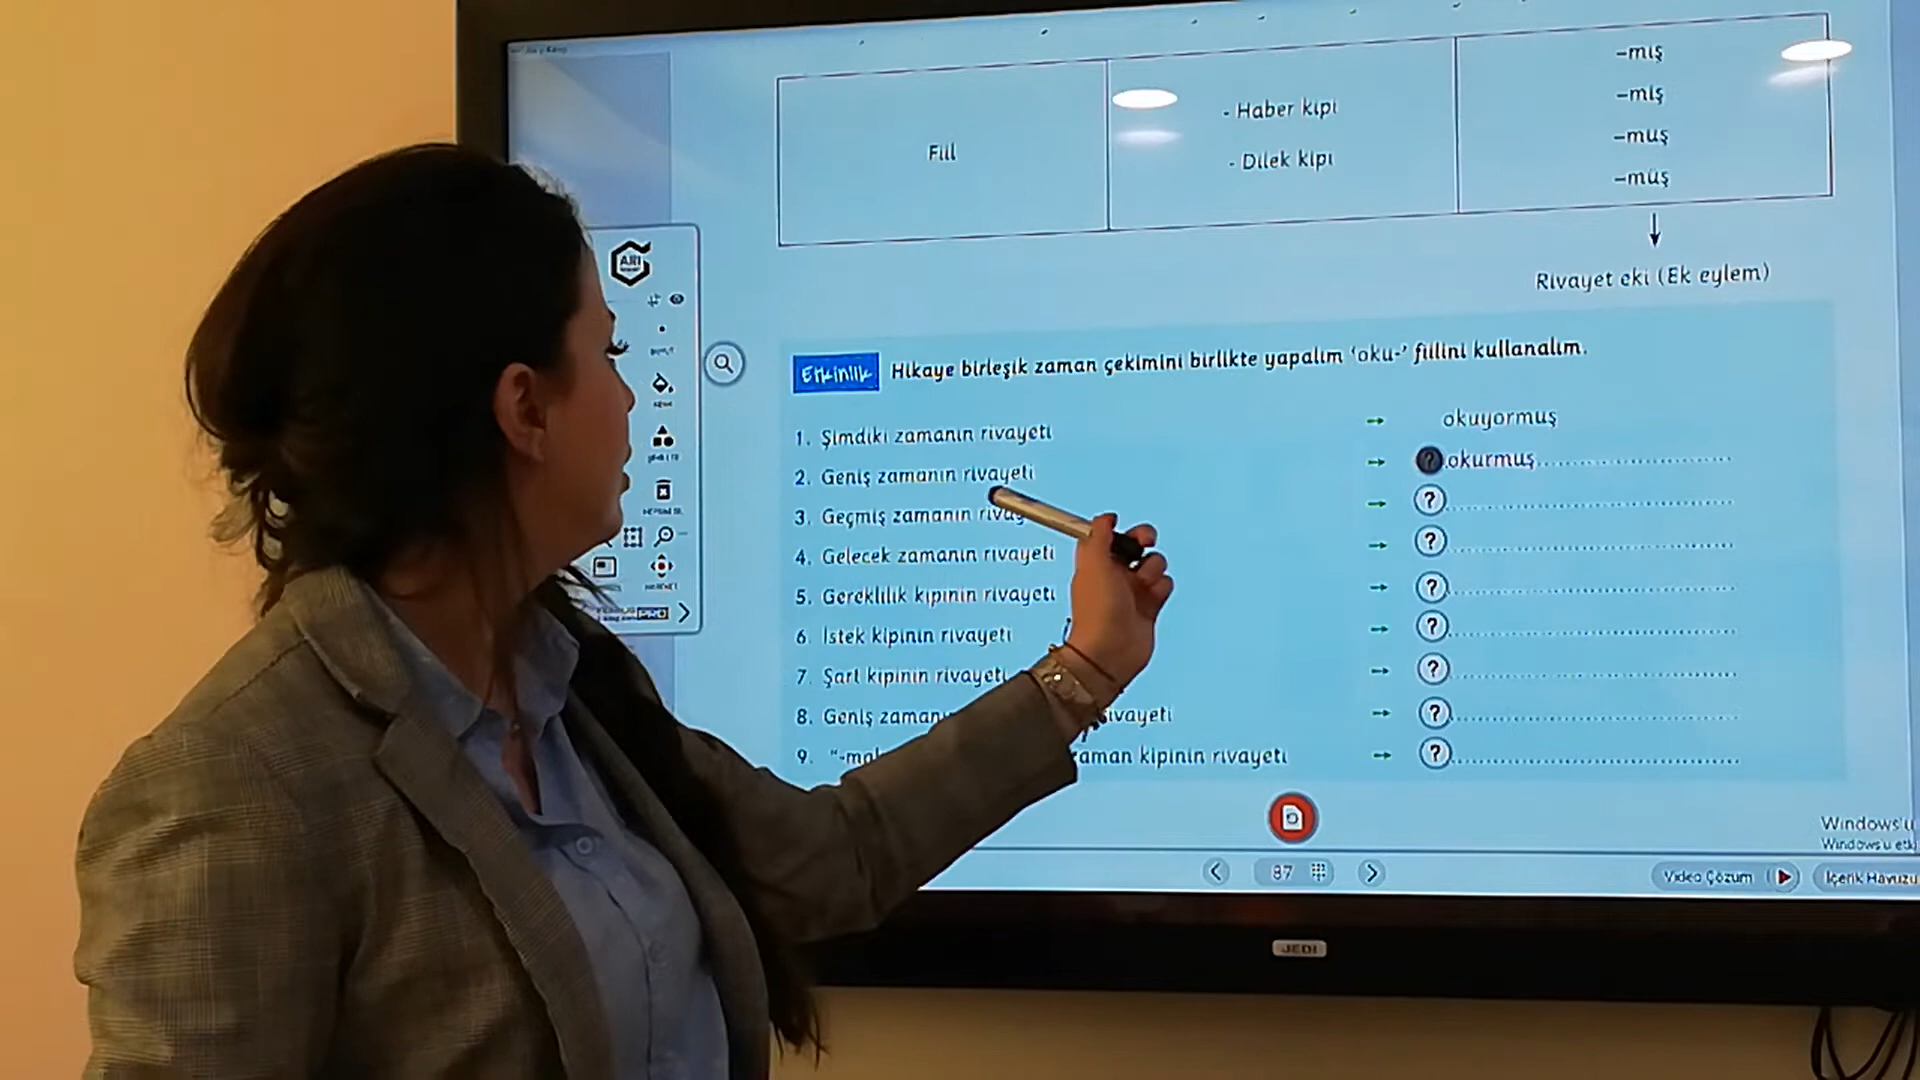 Fiil
- Haber kipi
- Dilek kipi
–mış
–miş
–muş
–müş
Rivayet eki (Ek eylem)
ARI
Etkinlik Hikaye birleşik zaman çekimini birlikte yapalım ‘oku-’ fiilini kullanalım.
1. Şimdiki zamanın rivayeti → okuyormuş
2. Geniş zamanın rivayeti → ? okurmuş
3. Geçmiş zamanın → ?
4. Gelecek zamanın rivayeti → ?
5. Gereklilik kipinin rivayeti → ?
6. İstek kipinin rivayeti → ?
7. Şart kipinin rivayeti → ?
8. Geniş rivayeti → ?
9. kipinin rivayeti → ?
87
Video Çözüm
İçerik Havuzu
JEDI